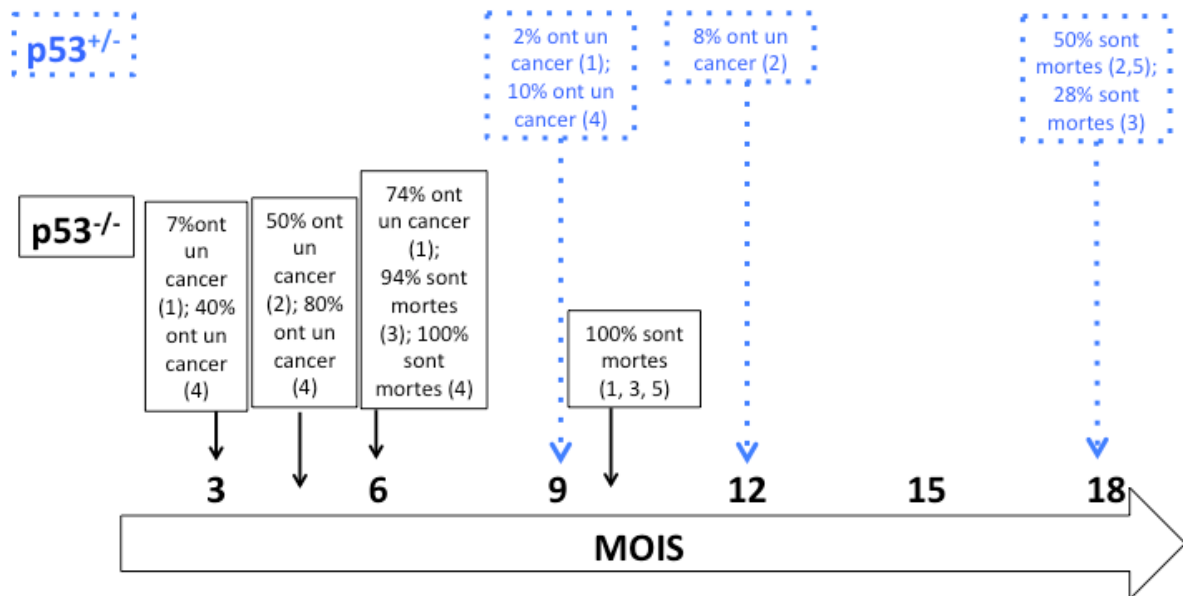 p53+/-
2% ont un
cancer (1);
10% ont un
cancer (4)
8% ont un
cancer (2)
50% sont
mortes (2,5);
28% sont
mortes (3)
p53-/-
7%ont
un
cancer
(1); 40%
ont un
cancer
(4)
50% ont
un
cancer
(2); 80%
ont un
cancer
(4)
74% ont
un cancer
(1);
94% sont
mortes
(3); 100%
sont
mortes (4)
100% sont
mortes
(1, 3, 5)
3 6 9 12 15 18
MOIS